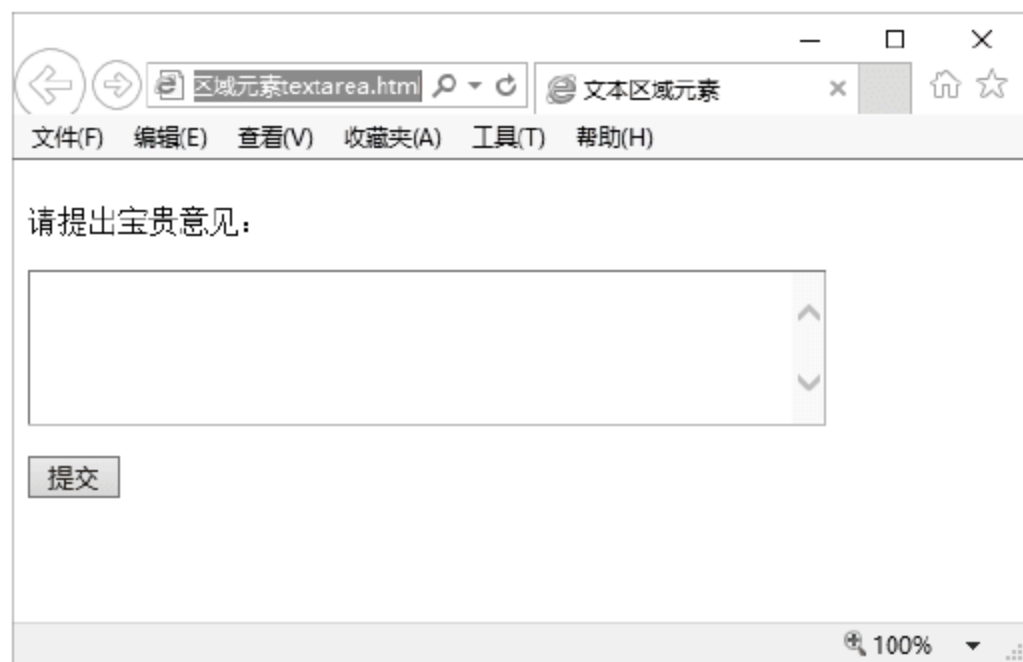 区域元素textarea.html
文本区域元素
文件(F) 编辑(E) 查看(V) 收藏夹(A) 工具(T) 帮助(H)
请提出宝贵意见：
提交
100%